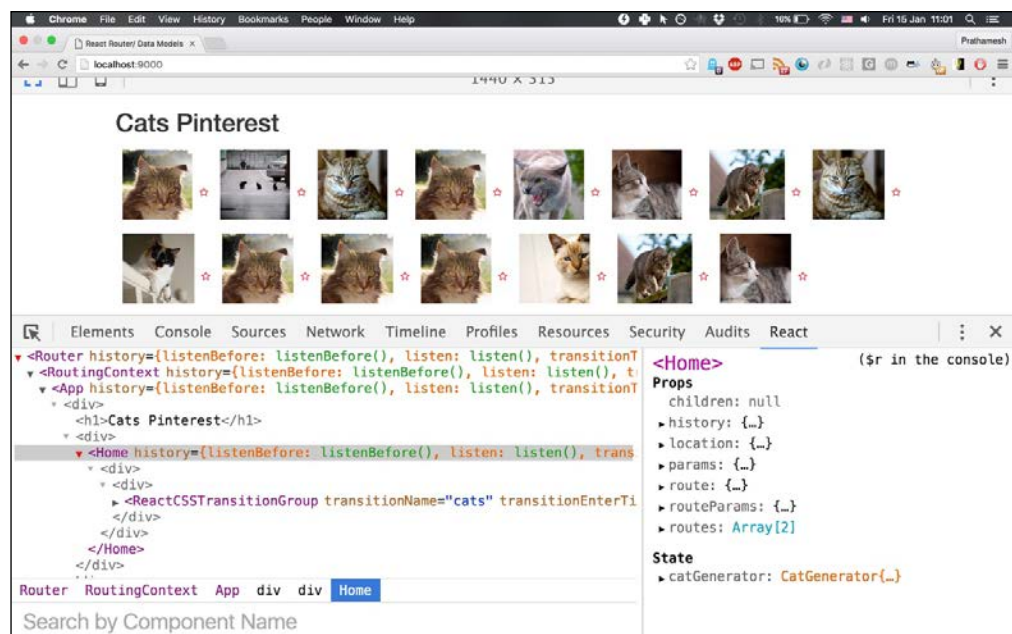 Chrome File Edit View History Bookmarks People Window Help 10% Fri 15 Jan 11:01
React Router/ Data Models × Prathamesh
localhost:9000
1440 × 315
Cats Pinterest
Elements Console Sources Network Timeline Profiles Resources Security Audits React
<Router history={listenBefore: listenBefore(), listen: listen(), transitionT
<RoutingContext history={listenBefore: listenBefore(), listen: listen(), t
<App history={listenBefore: listenBefore(), listen: listen(), transitionT
<div>
<h1>Cats Pinterest</h1>
<div>
<Home history={listenBefore: listenBefore(), listen: listen(), trans
<div>
<div>
<ReactCSSTransitionGroup transitionName="cats" transitionEnterTi
</div>
</div>
</Home>
</div>
Router RoutingContext App div div Home
Search by Component Name
<Home> ($r in the console)
Props
children: null
history: {…}
location: {…}
params: {…}
route: {…}
routeParams: {…}
routes: Array[2]
State
catGenerator: CatGenerator{…}